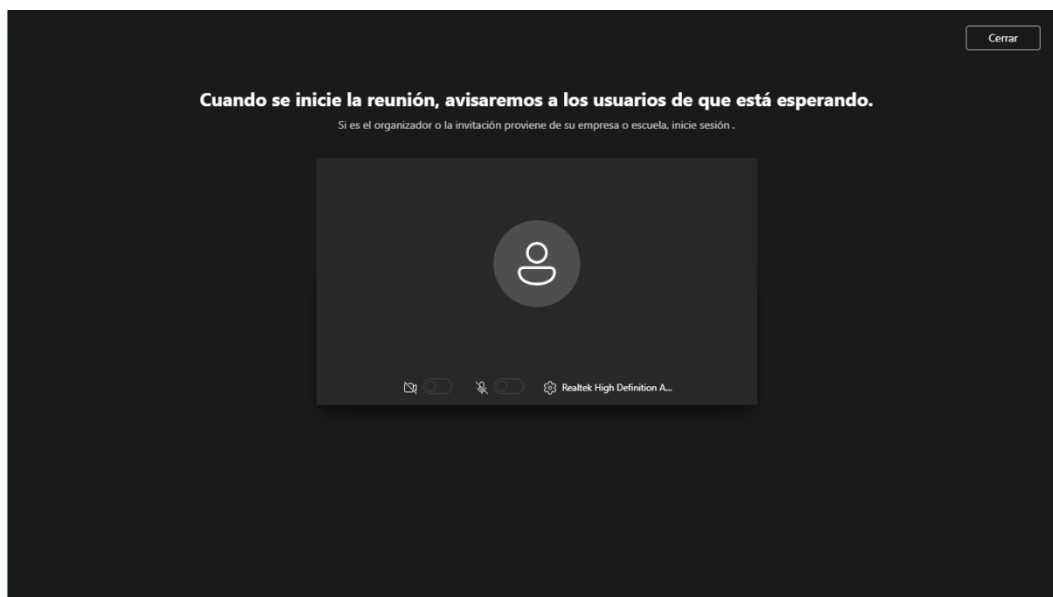 Cerrar
Cuando se inicie la reunión, avisaremos a los usuarios de que está esperando.
Si es el organizador o la invitación proviene de su empresa o escuela, inicie sesión .
Realtek High Definition A...